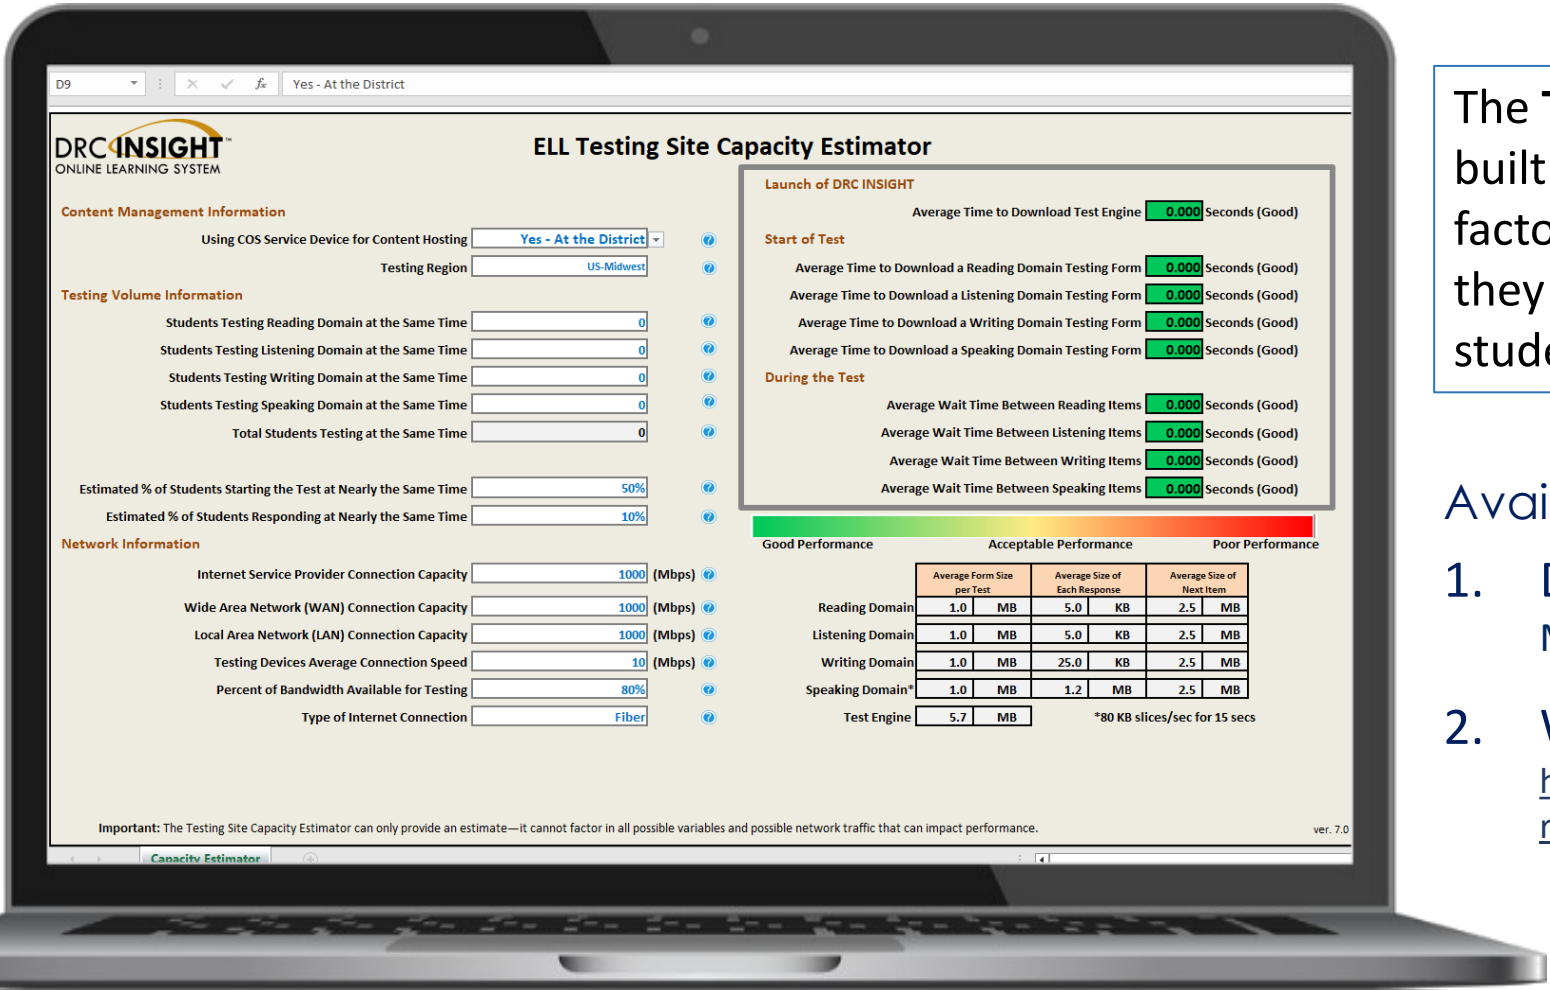 D9
fx
Yes - At the District
DRC INSIGHT™
ONLINE LEARNING SYSTEM
ELL Testing Site Capacity Estimator
Content Management Information
Using COS Service Device for Content Hosting Yes - At the District
Testing Region US-Midwest
Testing Volume Information
Students Testing Reading Domain at the Same Time 0
Students Testing Listening Domain at the Same Time 0
Students Testing Writing Domain at the Same Time 0
Students Testing Speaking Domain at the Same Time 0
Total Students Testing at the Same Time 0
Estimated % of Students Starting the Test at Nearly the Same Time 50%
Estimated % of Students Responding at Nearly the Same Time 10%
Network Information
Internet Service Provider Connection Capacity 1000 (Mbps)
Wide Area Network (WAN) Connection Capacity 1000 (Mbps)
Local Area Network (LAN) Connection Capacity 1000 (Mbps)
Testing Devices Average Connection Speed 10 (Mbps)
Percent of Bandwidth Available for Testing 80%
Type of Internet Connection Fiber
Launch of DRC INSIGHT
Average Time to Download Test Engine 0.000 Seconds (Good)
Start of Test
Average Time to Download a Reading Domain Testing Form 0.000 Seconds (Good)
Average Time to Download a Listening Domain Testing Form 0.000 Seconds (Good)
Average Time to Download a Writing Domain Testing Form 0.000 Seconds (Good)
Average Time to Download a Speaking Domain Testing Form 0.000 Seconds (Good)
During the Test
Average Wait Time Between Reading Items 0.000 Seconds (Good)
Average Wait Time Between Listening Items 0.000 Seconds (Good)
Average Wait Time Between Writing Items 0.000 Seconds (Good)
Average Wait Time Between Speaking Items 0.000 Seconds (Good)
Good Performance Acceptable Performance Poor Performance
Average Form Size per Test Average Size of Each Response Average Size of Next Item
Reading Domain 1.0 MB 5.0 KB 2.5 MB
Listening Domain 1.0 MB 5.0 KB 2.5 MB
Writing Domain 1.0 MB 25.0 KB 2.5 MB
Speaking Domain* 1.0 MB 1.2 MB 2.5 MB
Test Engine 5.7 MB *80 KB slices/sec for 15 secs
Important: The Testing Site Capacity Estimator can only provide an estimate—it cannot factor in all possible variables and possible network traffic that can impact performance.
ver. 7.0
Capacity Estimator
The
built
they
1.
2.